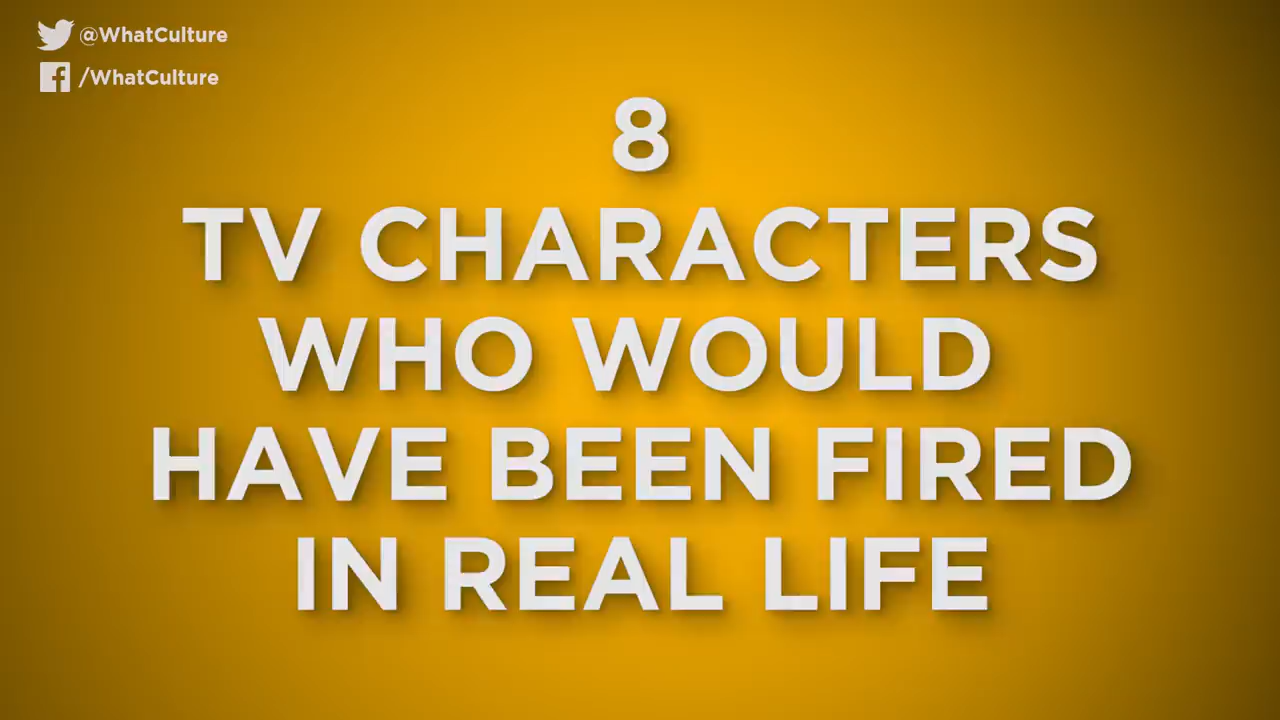 @WhatCulture
/WhatCulture
8
TV CHARACTERS
WHO WOULD
HAVE BEEN FIRED
IN REAL LIFE